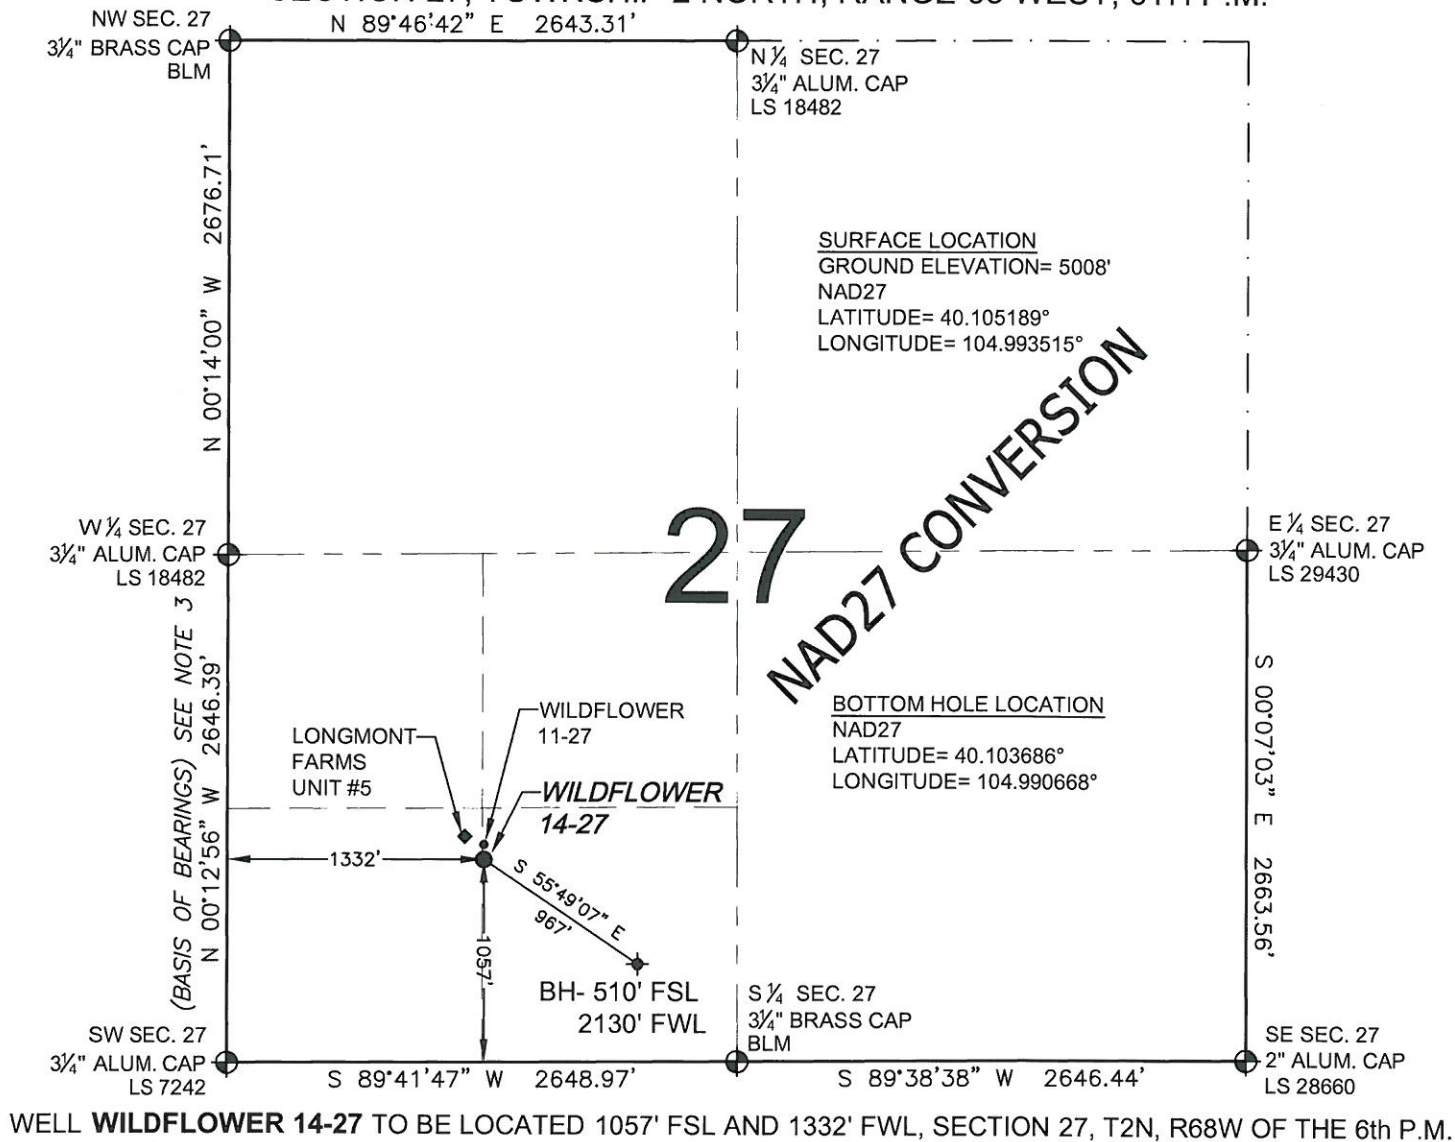 N 89°46'42" E 2643.31'
NW SEC. 27
3¼" BRASS CAP
BLM
N ¼ SEC. 27
3¼" ALUM. CAP
LS 18482
N 00°14'00" W 2676.71'
SURFACE LOCATION
GROUND ELEVATION= 5008'
NAD27
LATITUDE= 40.105189°
LONGITUDE= 104.993515°
NAD27 CONVERSION
27
W ¼ SEC. 27
3¼" ALUM. CAP
LS 18482
E ¼ SEC. 27
3¼" ALUM. CAP
LS 29430
(BASIS OF BEARINGS) SEE NOTE 3
N 00°12'56" W 2646.39'
S 00°07'03" E 2663.56'
LONGMONT
FARMS
UNIT #5
WILDFLOWER
11-27
WILDFLOWER
14-27
BOTTOM HOLE LOCATION
NAD27
LATITUDE= 40.103686°
LONGITUDE= 104.990668°
1332'
S 55°49'07" E
967'
1057'
BH- 510' FSL
2130' FWL
S ¼ SEC. 27
3¼" BRASS CAP
BLM
SW SEC. 27
3¼" ALUM. CAP
LS 7242
SE SEC. 27
2" ALUM. CAP
LS 28660
S 89°41'47" W 2648.97'
S 89°38'38" W 2646.44'
WELL WILDFLOWER 14-27 TO BE LOCATED 1057' FSL AND 1332' FWL, SECTION 27, T2N, R68W OF THE 6th P.M.